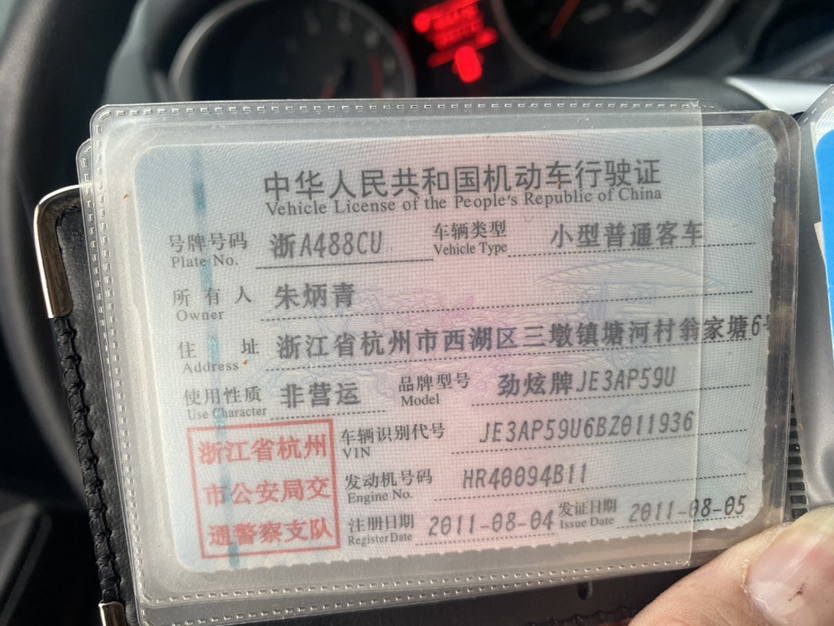 中华人民共和国机动车行驶证
Vehicle License of the People's Republic of China
号牌号码 浙A488CU 车辆类型 小型普通客车
Plate No. Vehicle Type
所有人 朱炳青
Owner
住址 浙江省杭州市西湖区三墩镇塘河村翁家塘6号
Address
使用性质 非营运 品牌型号 劲炫牌JE3AP59U
Use Character Model
浙江省杭州 车辆识别代号 JE3AP59U6BZ011936
VIN
市公安局交 发动机号码 HR40094B11
Engine No.
通警察支队 注册日期 2011-08-04 发证日期 2011-08-05
Register Date Issue Date